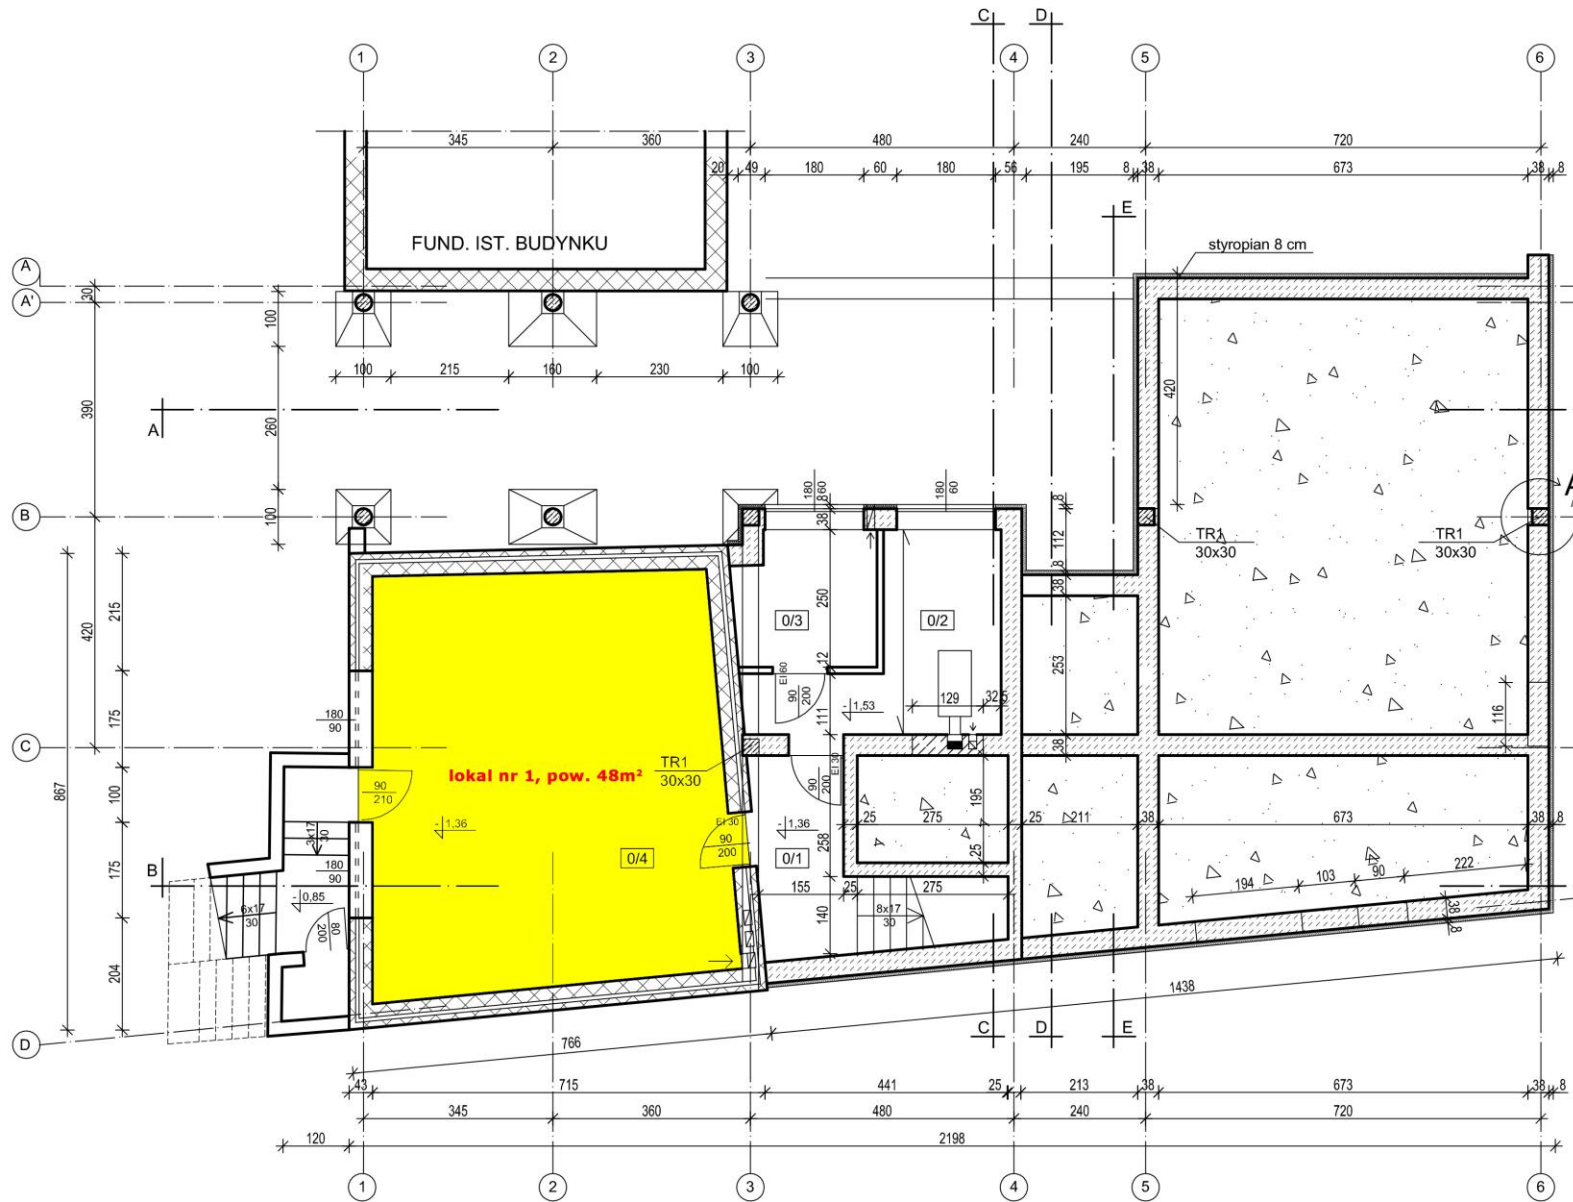 C D
1 2 3 4 5 6
345 360 480 240 720
20 49 180 60 180 56 195 8 38 673 38 8
E
FUND. IST. BUDYNKU
styropian 8 cm
A
A'
30
100
100 215 160 230 100
420
390
260
A
A
180 60 8
180 60
8
B
100
38
112
TR1
30x30
TR1
30x30
8
38
215
250
0/3
0/2
420
253
12
EI 60
90
200
129
32,5
116
175
180
90
111
- 1,53
C
38
TR1
30x30
lokal nr 1, pow. 48m²
EI 30
90
200
867
100
90
210
195
- 1,36
EI 30
- 1,36
25 275 25 211 38 673 38 8
3x17
30
90
200
0/4
0/1
258
25
175
180
90
222
90
103
194
B
155 25 275
- 0,85
6x17
30
80
200
140
8x17
30
38
8
204
1438
D
766
C D E
43 715 441 25 213 38 673 38 8
345 360 480 240 720
120 2198
1 2 3 4 5 6